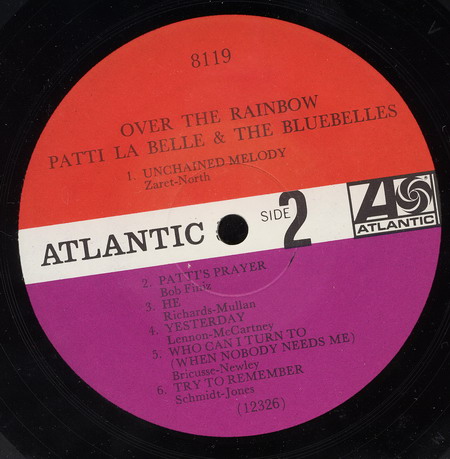 8119
OVER THE RAINBOW
PATTI LA BELLE & THE BLUEBELLES
1. UNCHAINED MELODY
Zaret-North
ATLANTIC
SIDE 2
ATLANTIC
2. PATTI'S PRAYER
Bob Finiz
3. HE
Richards-Mullan
4. YESTERDAY
Lennon-McCartney
5. WHO CAN I TURN TO
(WHEN NOBODY NEEDS ME)
Bricusse-Newley
6. TRY TO REMEMBER
Schmidt-Jones
(12326)